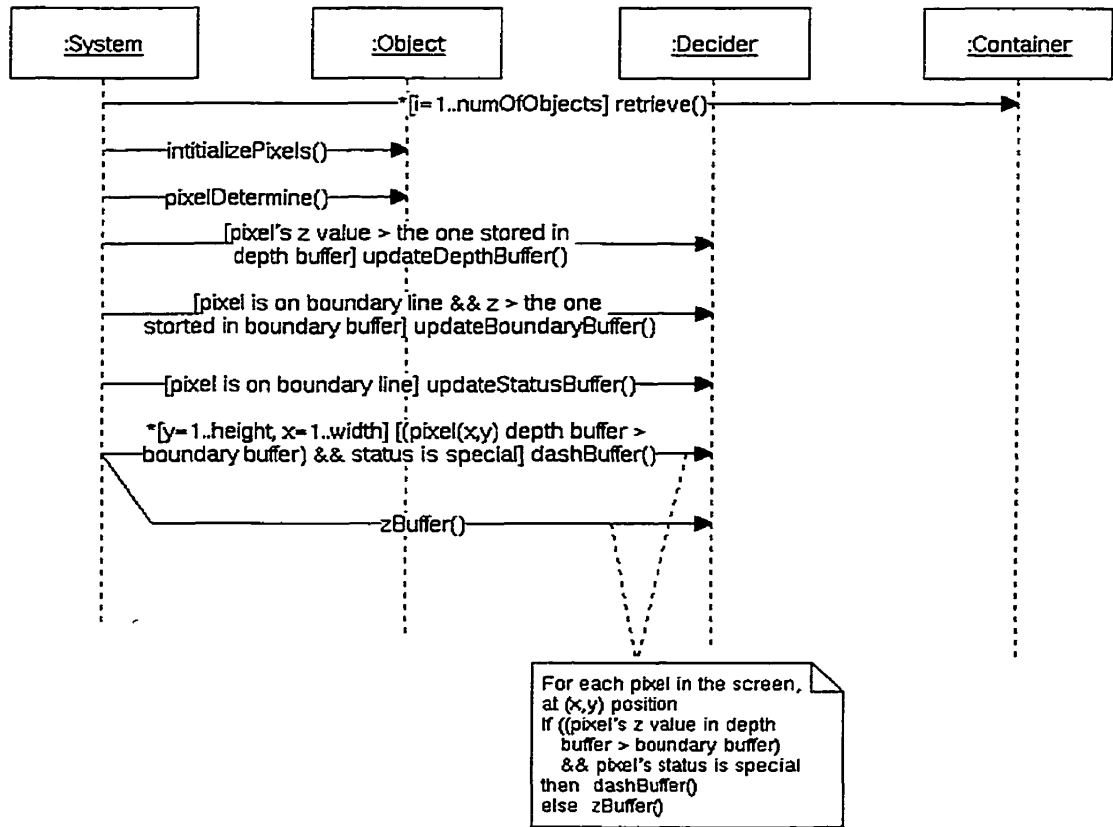 :System
:Object
:Decider
:Container
*[i=1..numOfObjects] retrieve()
intitializePixels()
pixelDetermine()
[pixel's z value > the one stored in
depth buffer] updateDepthBuffer()
[pixel is on boundary line && z > the one
storted in boundary buffer] updateBoundaryBuffer()
[pixel is on boundary line] updateStatusBuffer()
*[y=1..height, x=1..width] [(pixel(x,y) depth buffer >
boundary buffer) && status is special] dashBuffer()
zBuffer()
For each pixel in the screen,
at (x,y) position
If ((pixel's z value in depth
buffer > boundary buffer)
&& pixel's status is special
then dashBuffer()
else zBuffer()